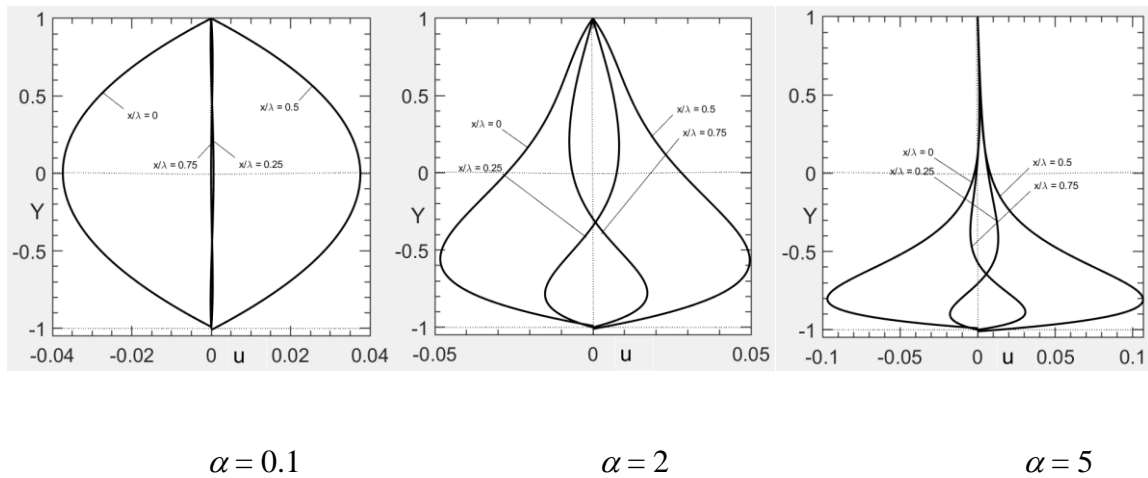 1
0.5
0
Y
-0.5
-1
-0.04
-0.02
0
u
0.02
0.04
x/λ = 0
x/λ = 0.5
x/λ = 0.75
x/λ = 0.25
1
0.5
0
Y
-0.5
-1
-0.05
0
u
0.05
x/λ = 0
x/λ = 0.5
x/λ = 0.75
x/λ = 0.25
1
0.5
0
Y
-0.5
-1
-0.1
-0.05
0
u
0.05
0.1
x/λ = 0
x/λ = 0.5
x/λ = 0.25
x/λ = 0.75
α = 0.1
α = 2
α = 5